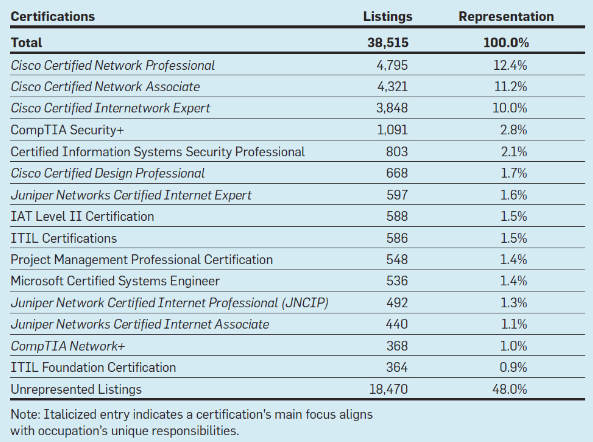 Certifications Listings Representation
Total 38,515 100.0%
Cisco Certified Network Professional 4,795 12.4%
Cisco Certified Network Associate 4,321 11.2%
Cisco Certified Internetwork Expert 3,848 10.0%
CompTIA Security+ 1,091 2.8%
Certified Information Systems Security Professional 803 2.1%
Cisco Certified Design Professional 668 1.7%
Juniper Networks Certified Internet Expert 597 1.6%
IAT Level II Certification 588 1.5%
ITIL Certifications 586 1.5%
Project Management Professional Certification 548 1.4%
Microsoft Certified Systems Engineer 536 1.4%
Juniper Network Certified Internet Professional (JNCIP) 492 1.3%
Juniper Networks Certified Internet Associate 440 1.1%
CompTIA Network+ 368 1.0%
ITIL Foundation Certification 364 0.9%
Unrepresented Listings 18,470 48.0%
Note: Italicized entry indicates a certification's main focus aligns
with occupation's unique responsibilities.